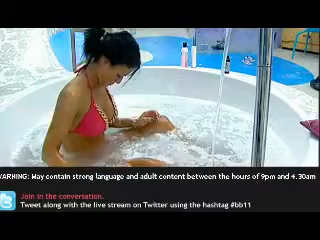 WARNING: May contain strong language and adult content between the hours of 9pm and 4.30am
Join in the conversation.
Tweet along with the live stream on Twitter using the hashtag #bb11